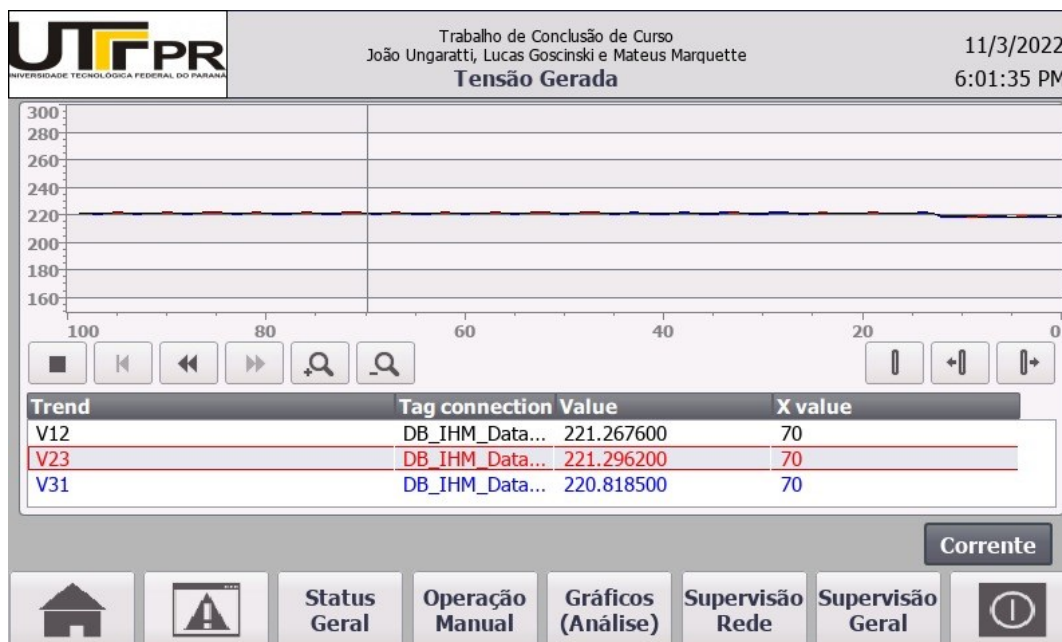 UTFPR
UNIVERSIDADE TECNOLÓGICA FEDERAL DO PARANÁ
Trabalho de Conclusão de Curso
João Ungaratti, Lucas Goscinski e Mateus Marquette
Tensão Gerada
11/3/2022
6:01:35 PM
300
280
260
240
220
200
180
160
100 80 60 40 20 0
Trend Tag connection Value X value
V12 DB_IHM_Data... 221.267600 70
V23 DB_IHM_Data... 221.296200 70
V31 DB_IHM_Data... 220.818500 70
Corrente
Status Geral
Operação Manual
Gráficos (Análise)
Supervisão Rede
Supervisão Geral